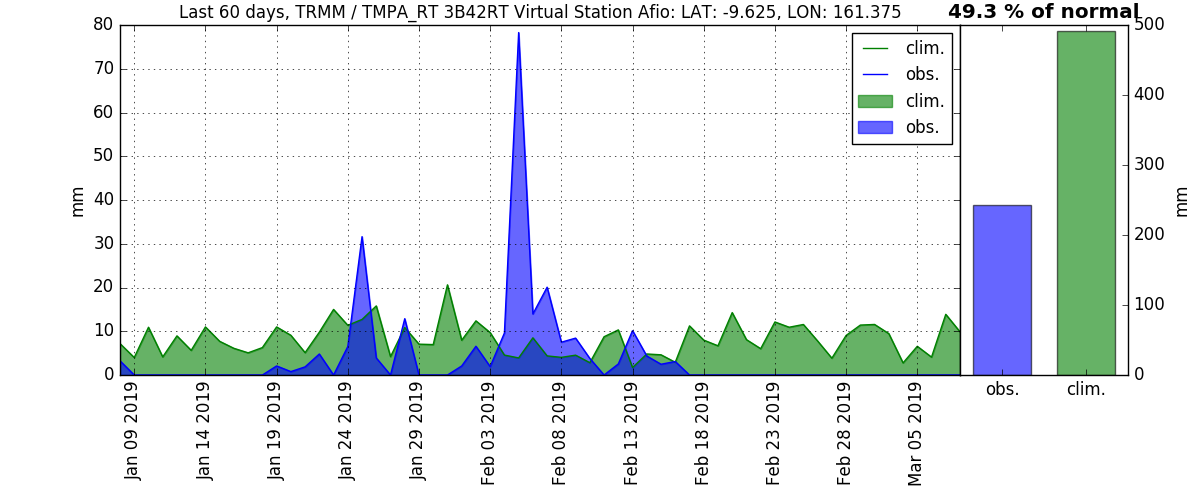 Last 60 days, TRMM / TMPA_RT 3B42RT Virtual Station Afio: LAT: -9.625, LON: 161.375
49.3 % of normal
80
70
60
50
40
30
20
10
0
mm
clim.
obs.
clim.
obs.
500
400
300
200
100
0
mm
obs.
clim.
Jan 09 2019
Jan 14 2019
Jan 19 2019
Jan 24 2019
Jan 29 2019
Feb 03 2019
Feb 08 2019
Feb 13 2019
Feb 18 2019
Feb 23 2019
Feb 28 2019
Mar 05 2019